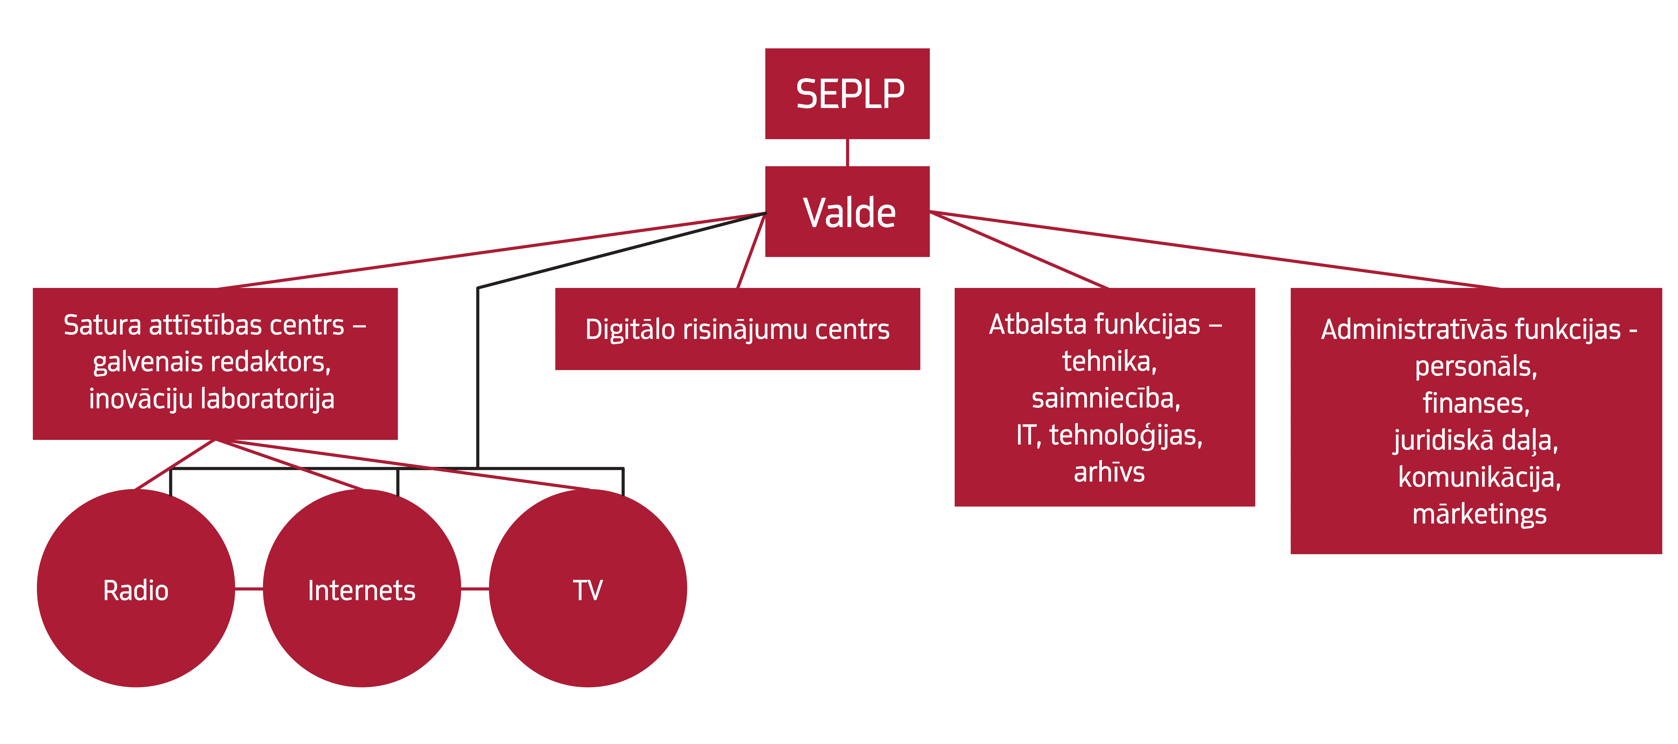 SEPLP
Valde
Satura attīstības centrs –
galvenais redaktors,
inovāciju laboratorija
Digitālo risinājumu centrs
Atbalsta funkcijas –
tehnika,
saimniecība,
IT, tehnoloģijas,
arhīvs
Administratīvās funkcijas -
personāls,
finanses,
juridiskā daļa,
komunikācija,
mārketings
Radio
Internets
TV